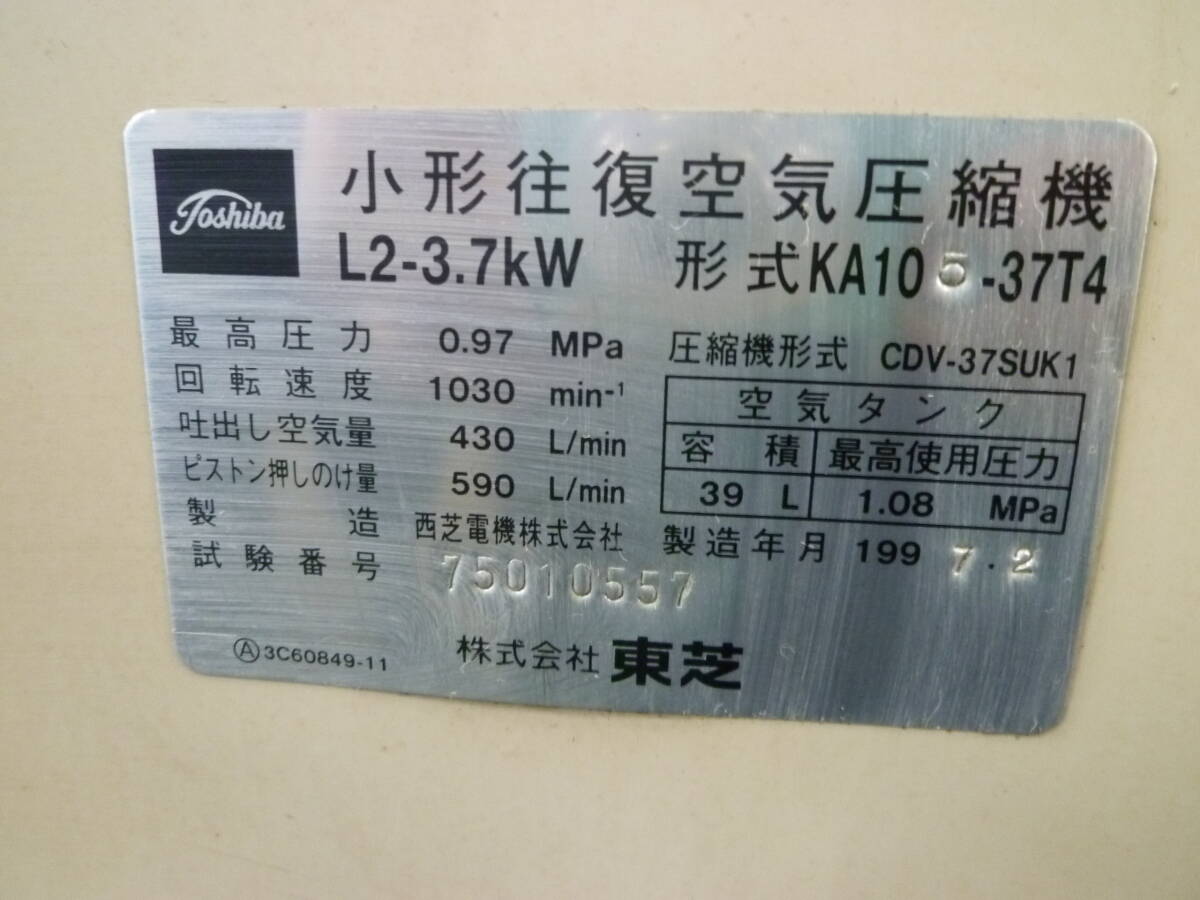 Toshiba
小形往復空気圧縮機
L2-3.7kW 形式KA105-37T4
最高圧力 0.97 MPa
回転速度 1030 min-1
吐出し空気量 430 L/min
ピストン押しのけ量 590 L/min
製造 西芝電機株式会社
試験番号 75010557
圧縮機形式 CDV-37SUK1
空気タンク
容積 最高使用圧力
39 L 1.08 MPa
製造年月 1997.2
Ⓐ3C60849-11
株式会社 東芝